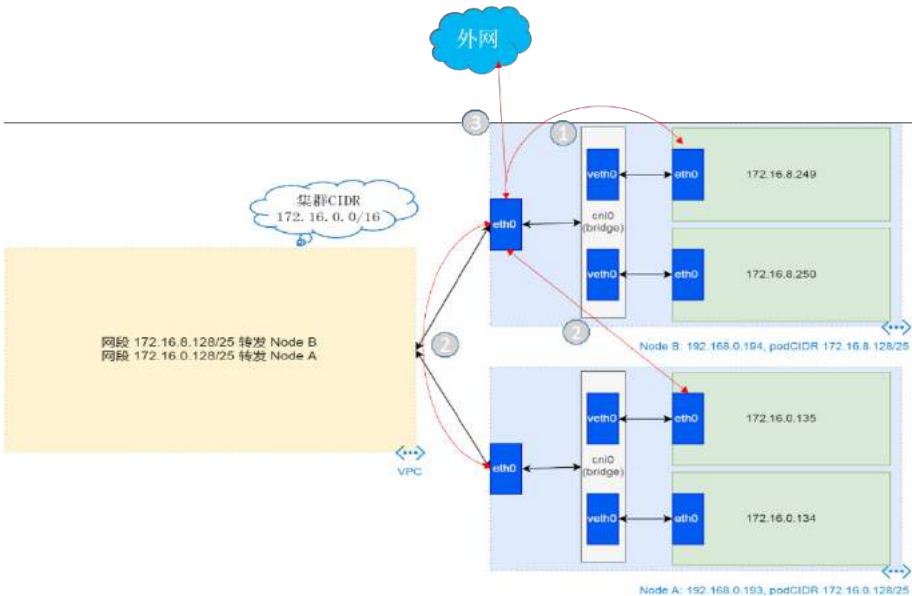 外网
③
①
集群CIDR
172.16.0.0/16
veth0
eth0
172.16.8.249
eth0
cni0
(bridge)
veth0
eth0
172.16.8.250
网段 172.16.8.128/25 转发 Node B
网段 172.16.0.128/25 转发 Node A
②
②
Node B: 192.168.0.194, podCIDR 172.16.8.128/25
VPC
veth0
eth0
172.16.0.135
eth0
cni0
(bridge)
veth0
eth0
172.16.0.134
Node A: 192.168.0.193, podCIDR 172.16.0.128/25